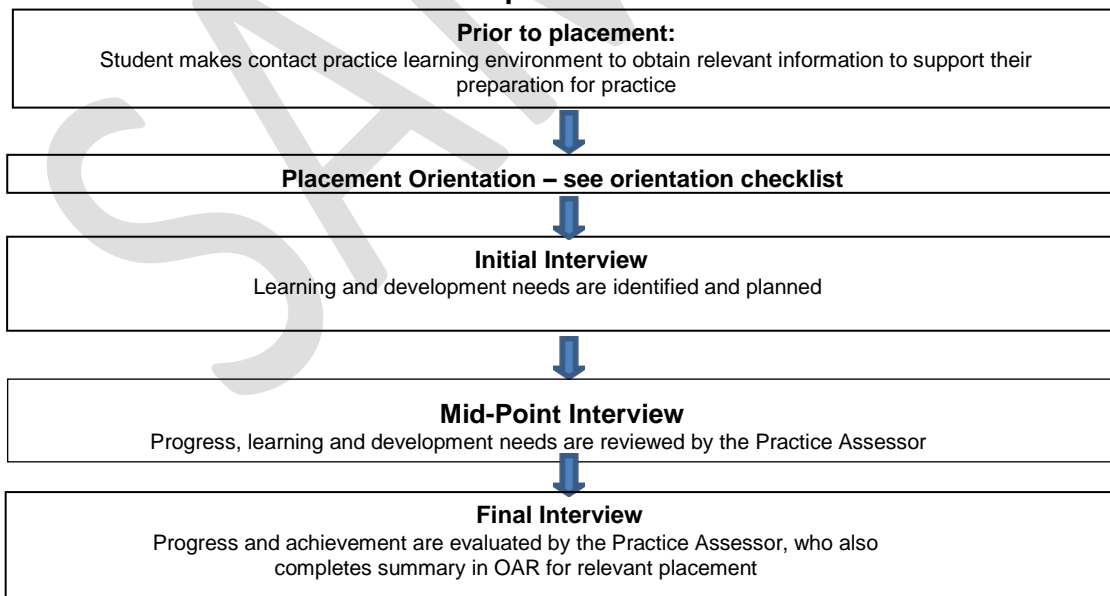 Prior to placement:
Student makes contact practice learning environment to obtain relevant information to support their
preparation for practice
Placement Orientation – see orientation checklist
Initial Interview
Learning and development needs are identified and planned
Mid-Point Interview
Progress, learning and development needs are reviewed by the Practice Assessor
Final Interview
Progress and achievement are evaluated by the Practice Assessor, who also
completes summary in OAR for relevant placement